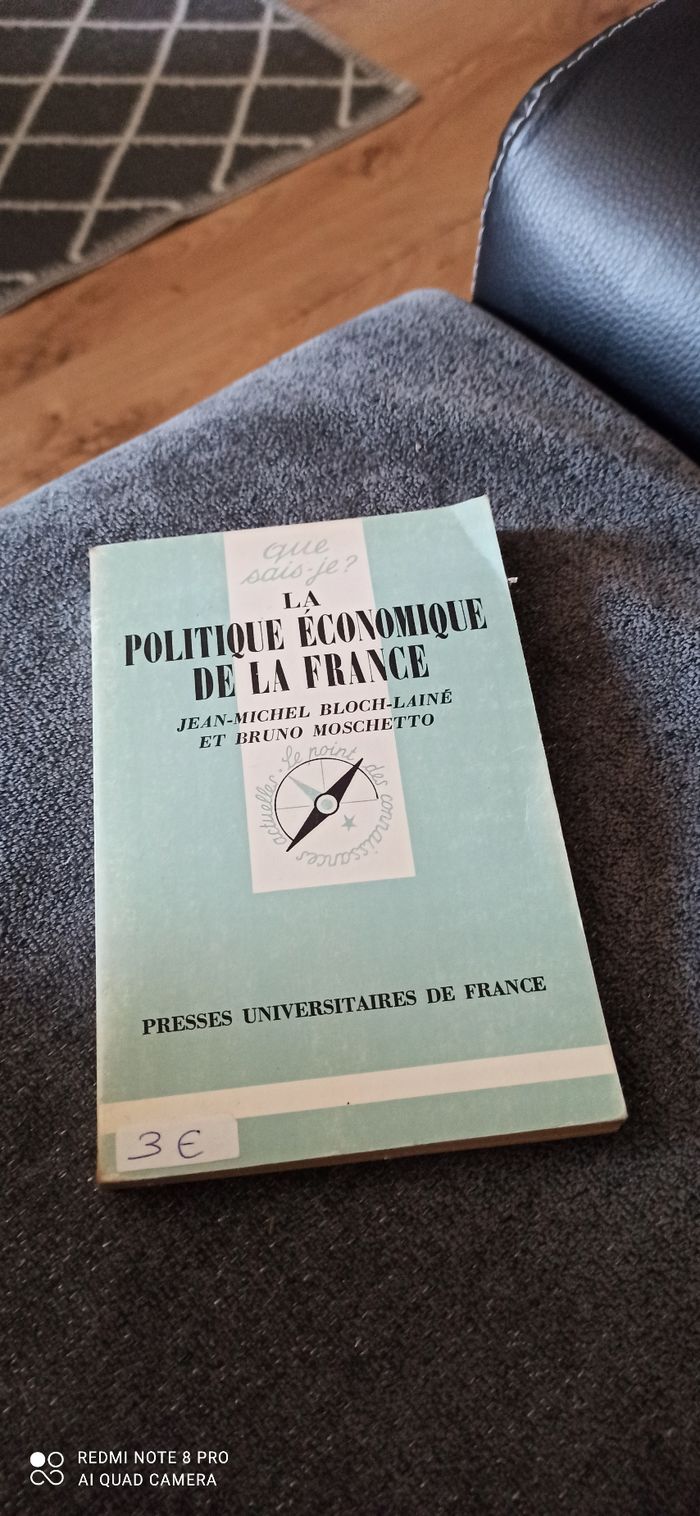 que
sais-je?
LA
POLITIQUE ÉCONOMIQUE
DE LA FRANCE
JEAN-MICHEL BLOCH-LAINÉ
ET BRUNO MOSCHETTO
Le point des connaissances actuelles.
PRESSES UNIVERSITAIRES DE FRANCE
3 €
REDMI NOTE 8 PRO
AI QUAD CAMERA